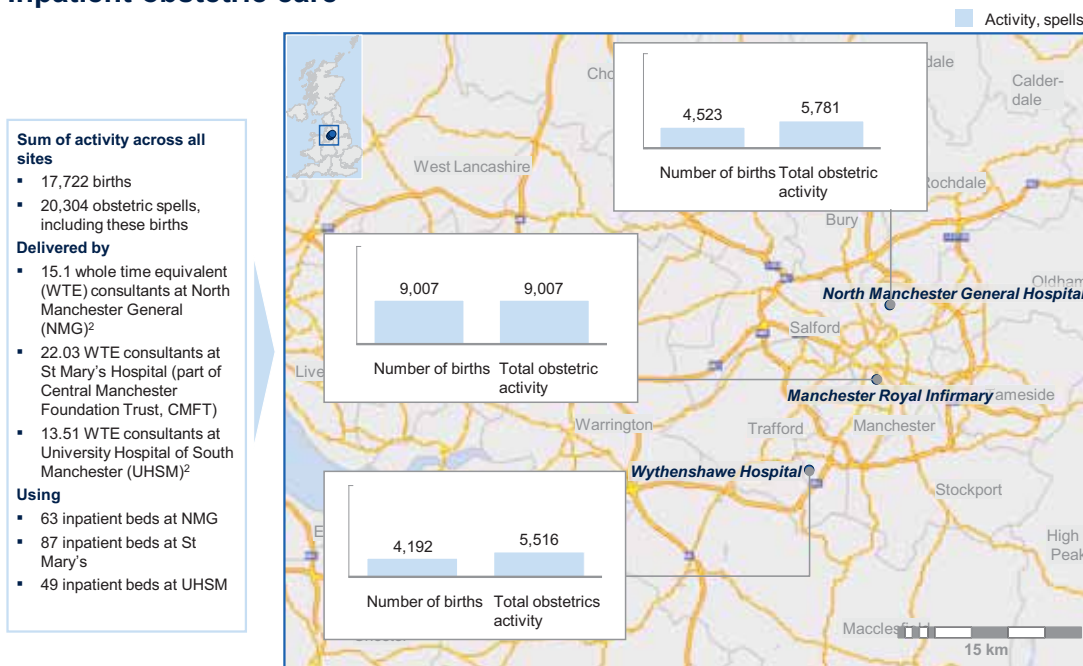 Activity, spells
Sum of activity across all
sites
▪ 17,722 births
▪ 20,304 obstetric spells,
including these births
Delivered by
▪ 15.1 whole time equivalent
(WTE) consultants at North
Manchester General
(NMG)²
▪ 22.03 WTE consultants at
St Mary's Hospital (part of
Central Manchester
Foundation Trust, CMFT)
▪ 13.51 WTE consultants at
University Hospital of South
Manchester (UHSM)²
Using
▪ 63 inpatient beds at NMG
▪ 87 inpatient beds at St
Mary's
▪ 49 inpatient beds at UHSM
4,523
5,781
Number of births
Total obstetric
activity
Calder-
dale
West Lancashire
Bury
9,007
9,007
Number of births
Total obstetric
activity
North Manchester General Hospital
Salford
Manchester Royal Infirmary
Manchester
Warrington
Trafford
Wythenshawe Hospital
4,192
5,516
Number of births
Total obstetrics
activity
Stockport
High
Peak
15 km